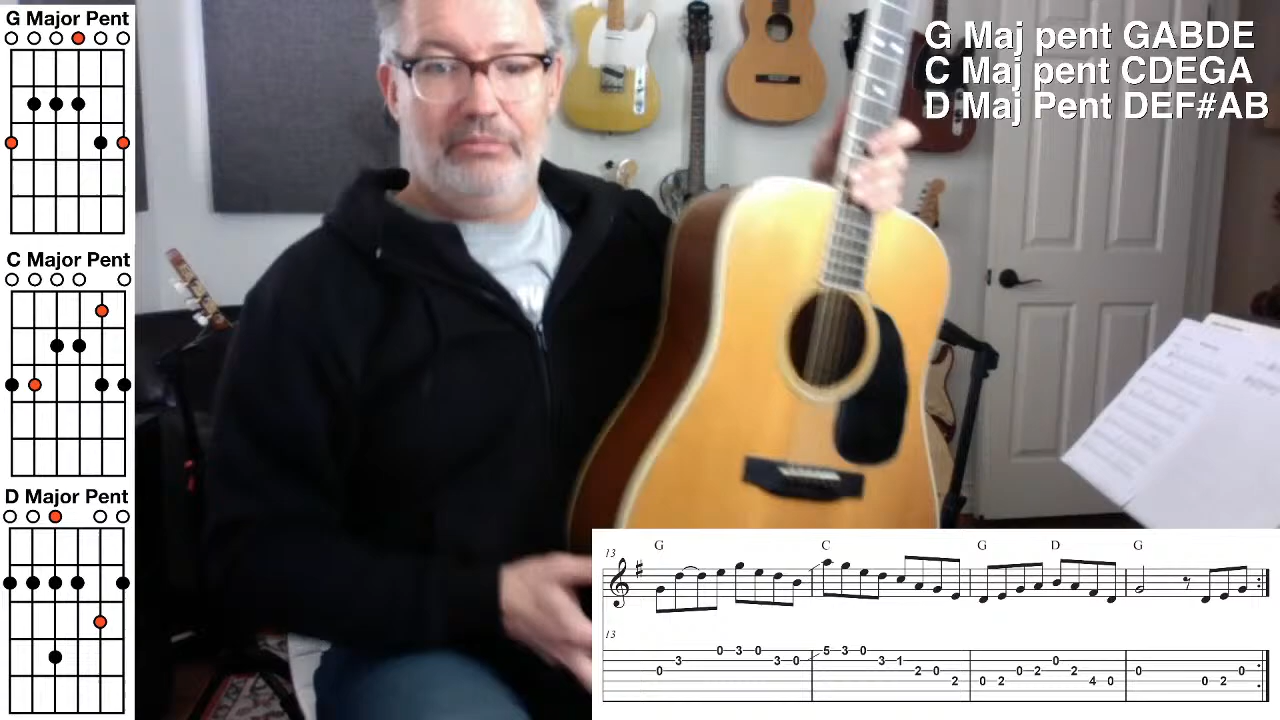 G Major Pent
C Major Pent
D Major Pent
G Maj pent GABDE
C Maj pent CDEGA
D Maj Pent DEF#AB
13 G C G D G
13
0 3 0 3 0 3 0 5 3 0 3 1 2 0 2 0 2 0 2 0 2 4 0 0 0 2 0